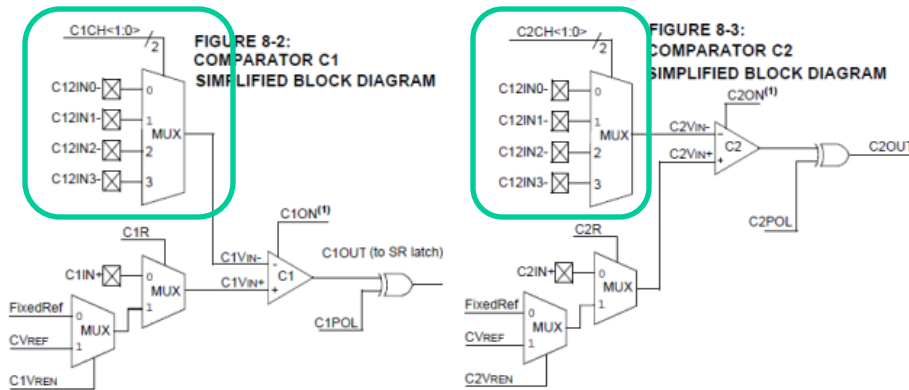 C1CH<1:0>
2
FIGURE 8-2:
COMPARATOR C1
SIMPLIFIED BLOCK DIAGRAM
C12IN0-
0
C12IN1-
1
MUX
C12IN2-
2
C12IN3-
3
C1ON(1)
C1R
C1OUT (to SR latch)
C1VIN-
-
C1
C1IN+
0
C1VIN+
+
MUX
FixedRef
1
0
MUX
C1POL
CVREF
1
C1VREN
C2CH<1:0>
2
FIGURE 8-3:
COMPARATOR C2
SIMPLIFIED BLOCK DIAGRAM
C12IN0-
0
C2ON(1)
C12IN1-
1
MUX
C2VIN-
-
C2
C2OUT
C12IN2-
2
C2VIN+
+
C12IN3-
3
C2POL
C2R
C2IN+
0
MUX
FixedRef
1
0
MUX
CVREF
1
C2VREN